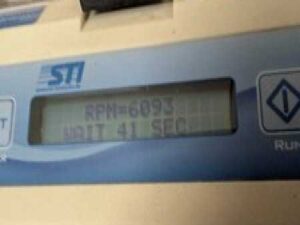 STI
RPM=6093
WAIT 41 SEC
RUN